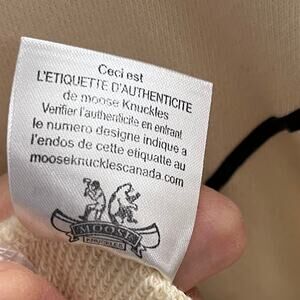 Ceci est
L'ETIQUETTE D'AUTHENTICITE
de moose Knuckles
Verifier l'authenticite en entrant
le numero designe indique a
l'endos de cette etiquatte au
mooseknucklescanada.com
MOOSE
KNUCKLES